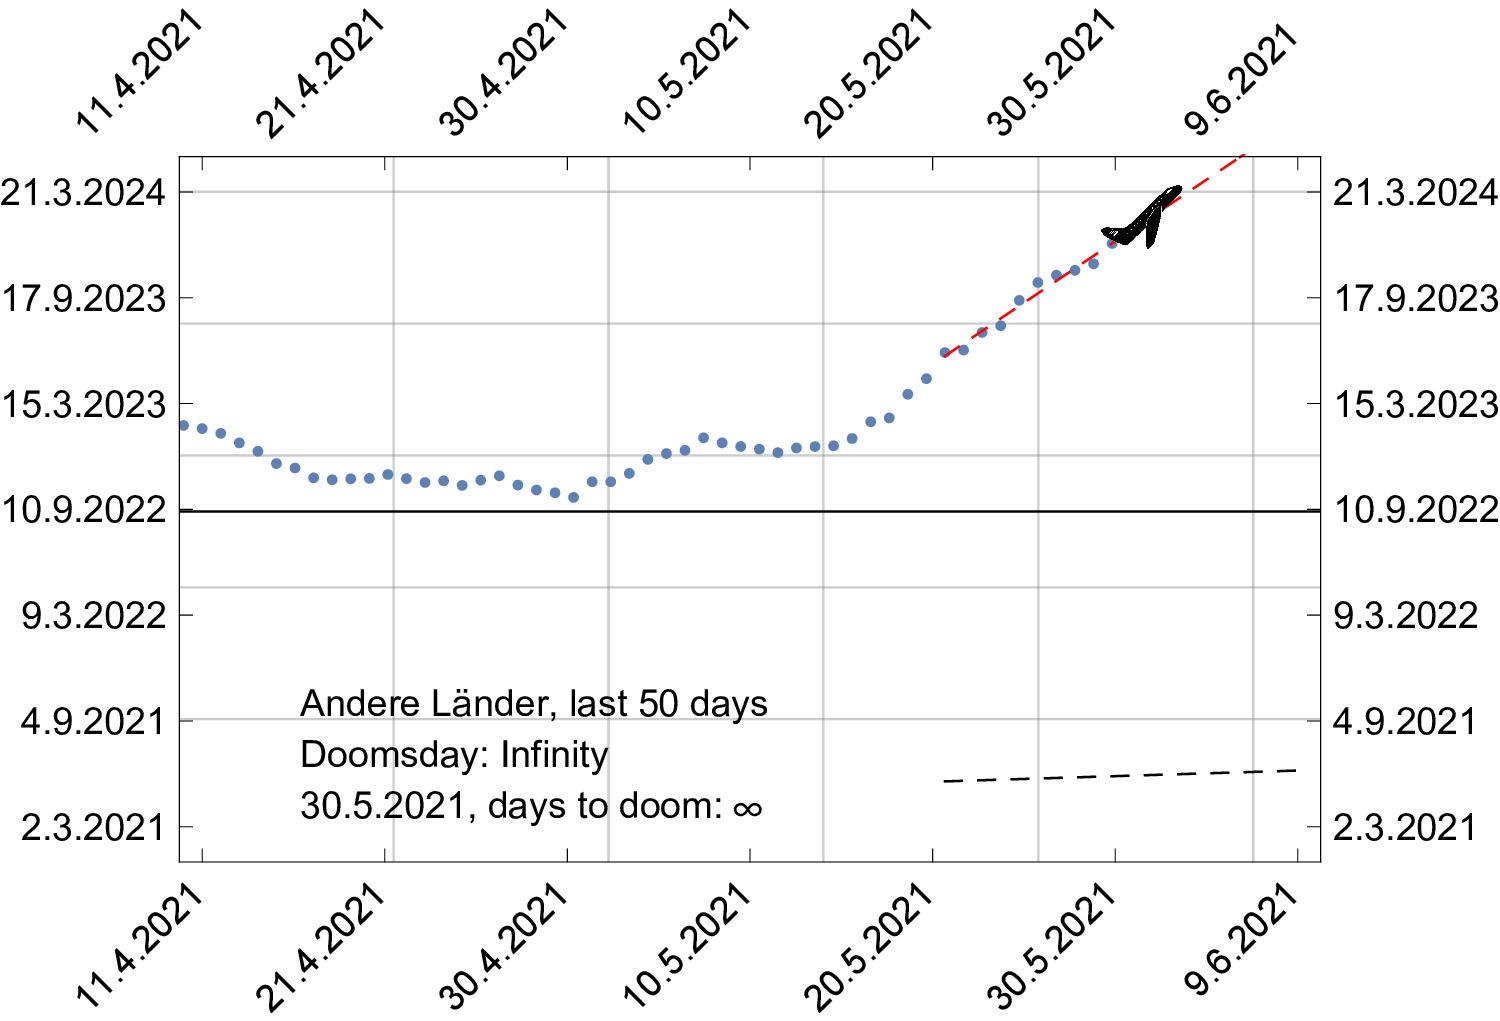 11.4.2021 21.4.2021 30.4.2021 10.5.2021 20.5.2021 30.5.2021 9.6.2021
21.3.2024 21.3.2024
17.9.2023 17.9.2023
15.3.2023 15.3.2023
10.9.2022 10.9.2022
9.3.2022 9.3.2022
Andere Länder, last 50 days
4.9.2021 4.9.2021
Doomsday: Infinity
30.5.2021, days to doom: ∞
2.3.2021 2.3.2021
11.4.2021 21.4.2021 30.4.2021 10.5.2021 20.5.2021 30.5.2021 9.6.2021